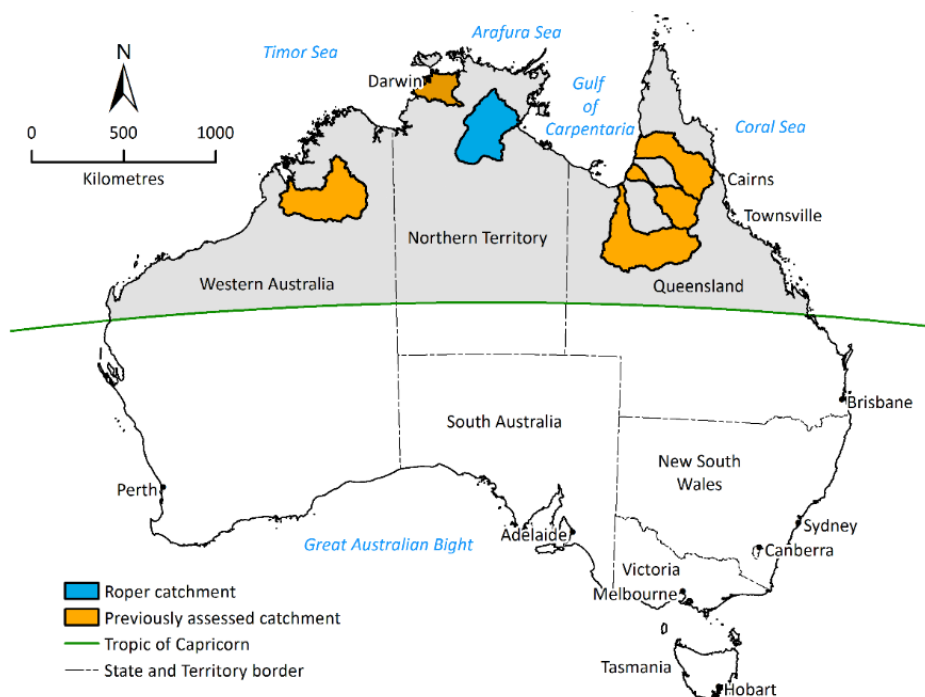 Arafura Sea
Timor Sea
N
Darwin
Gulf
of
Carpentaria
Coral Sea
0 500 1000
Kilometres
Cairns
Townsville
Northern Territory
Western Australia
Queensland
Brisbane
South Australia
New South
Wales
Perth
Sydney
Adelaide
Great Australian Bight
Canberra
Victoria
Melbourne
Roper catchment
Previously assessed catchment
Tropic of Capricorn
State and Territory border
Tasmania
Hobart